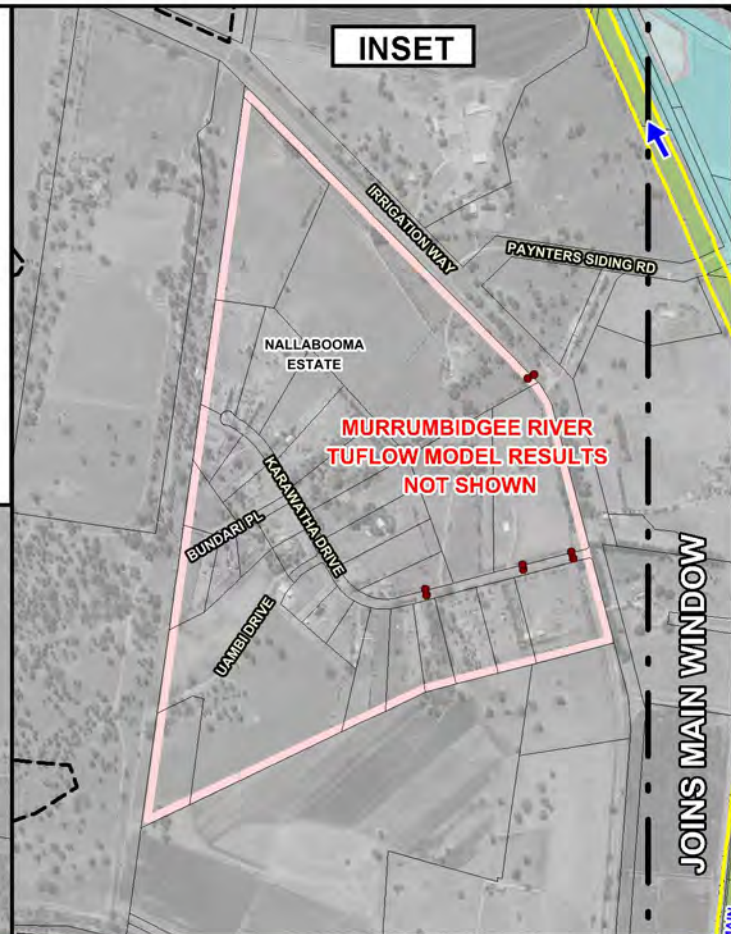 INSET
IRRIGATION WAY
PAYNTERS SIDING RD
NALLABOOMA
ESTATE
MURRUMBIDGEE RIVER
TUFLOW MODEL RESULTS
NOT SHOWN
KARAWATHA DRIVE
BUNDARI PL
UAMBI DRIVE
JOINS MAIN WINDOW